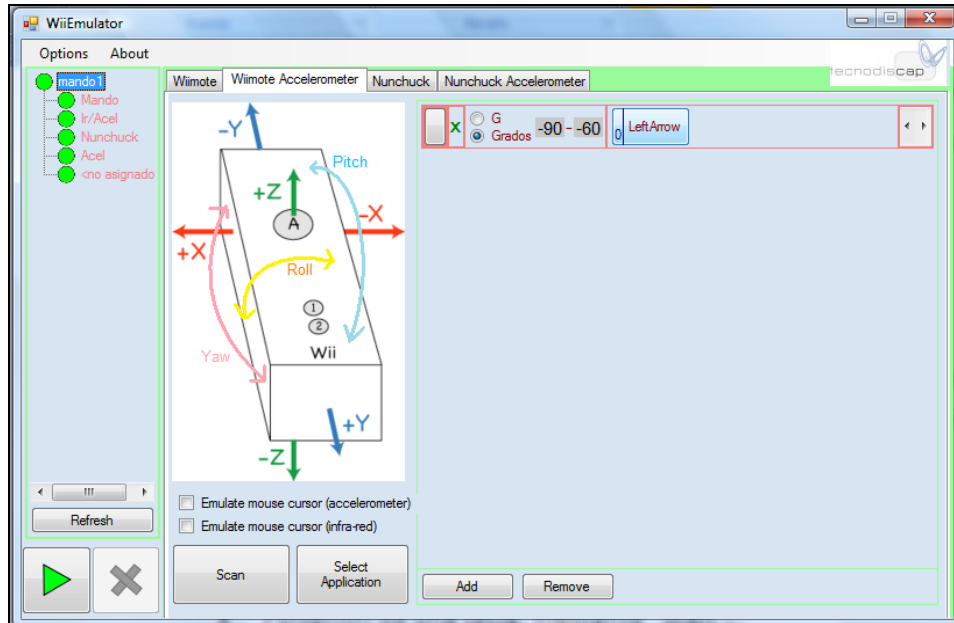 WiiEmulator
Options About
tecnodiscap
mando1
Mando
Ir/Acel
Nunchuck
Acel
<no asignado
Refresh
Wiimote Wiimote Accelerometer Nunchuck Nunchuck Accelerometer
-Y
Pitch
+Z
A
-X
+X
Roll
1
2
Yaw
Wii
+Y
-Z
Emulate mouse cursor (accelerometer)
Emulate mouse cursor (infra-red)
Scan
Select
Application
X
G
Grados -90 - -60
0 LeftArrow
Add Remove